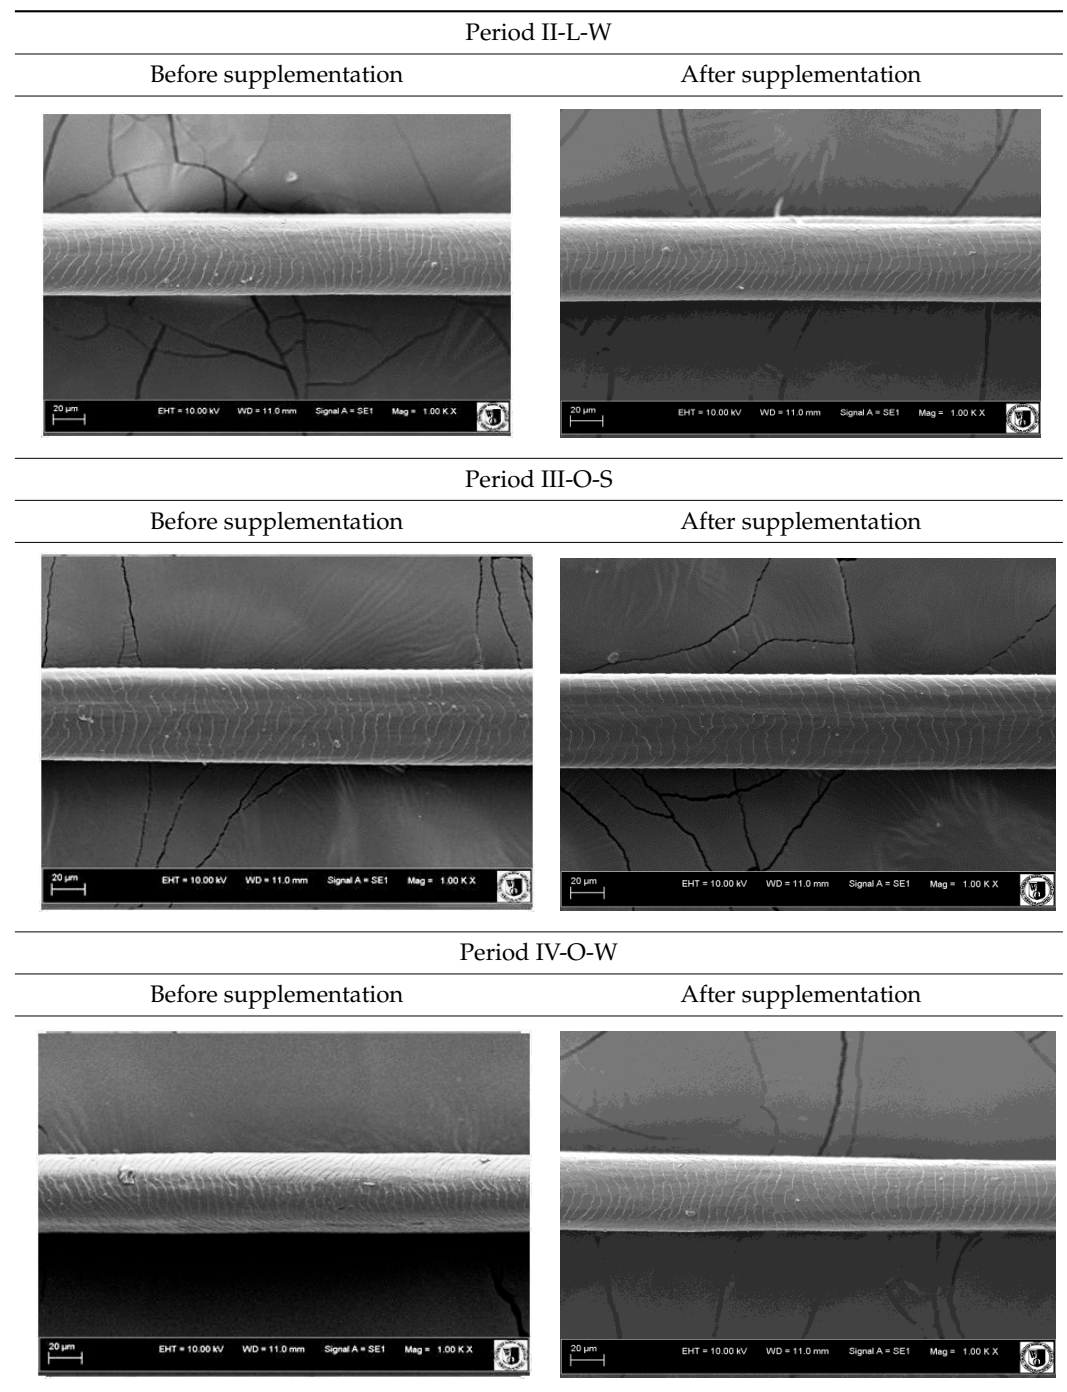 Period II-L-W
Before supplementation After supplementation
20 µm EHT = 10.00 kV WD = 11.0 mm Signal A = SE1 Mag = 1.00 K X
20 µm EHT = 10.00 kV WD = 11.0 mm Signal A = SE1 Mag = 1.00 K X
Period III-O-S
Before supplementation After supplementation
20 µm EHT = 10.00 kV WD = 11.0 mm Signal A = SE1 Mag = 1.00 K X
20 µm EHT = 10.00 kV WD = 11.0 mm Signal A = SE1 Mag = 1.00 K X
Period IV-O-W
Before supplementation After supplementation
20 µm EHT = 10.00 kV WD = 11.0 mm Signal A = SE1 Mag = 1.00 K X
20 µm EHT = 10.00 kV WD = 11.0 mm Signal A = SE1 Mag = 1.00 K X